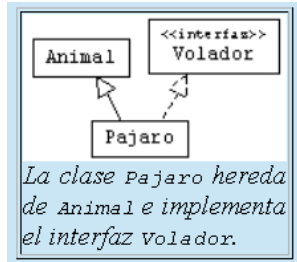 <<interfaz>>
Animal
Volador
Pajaro
La clase Pajaro hereda
de Animal e implementa
el interfaz Volador.